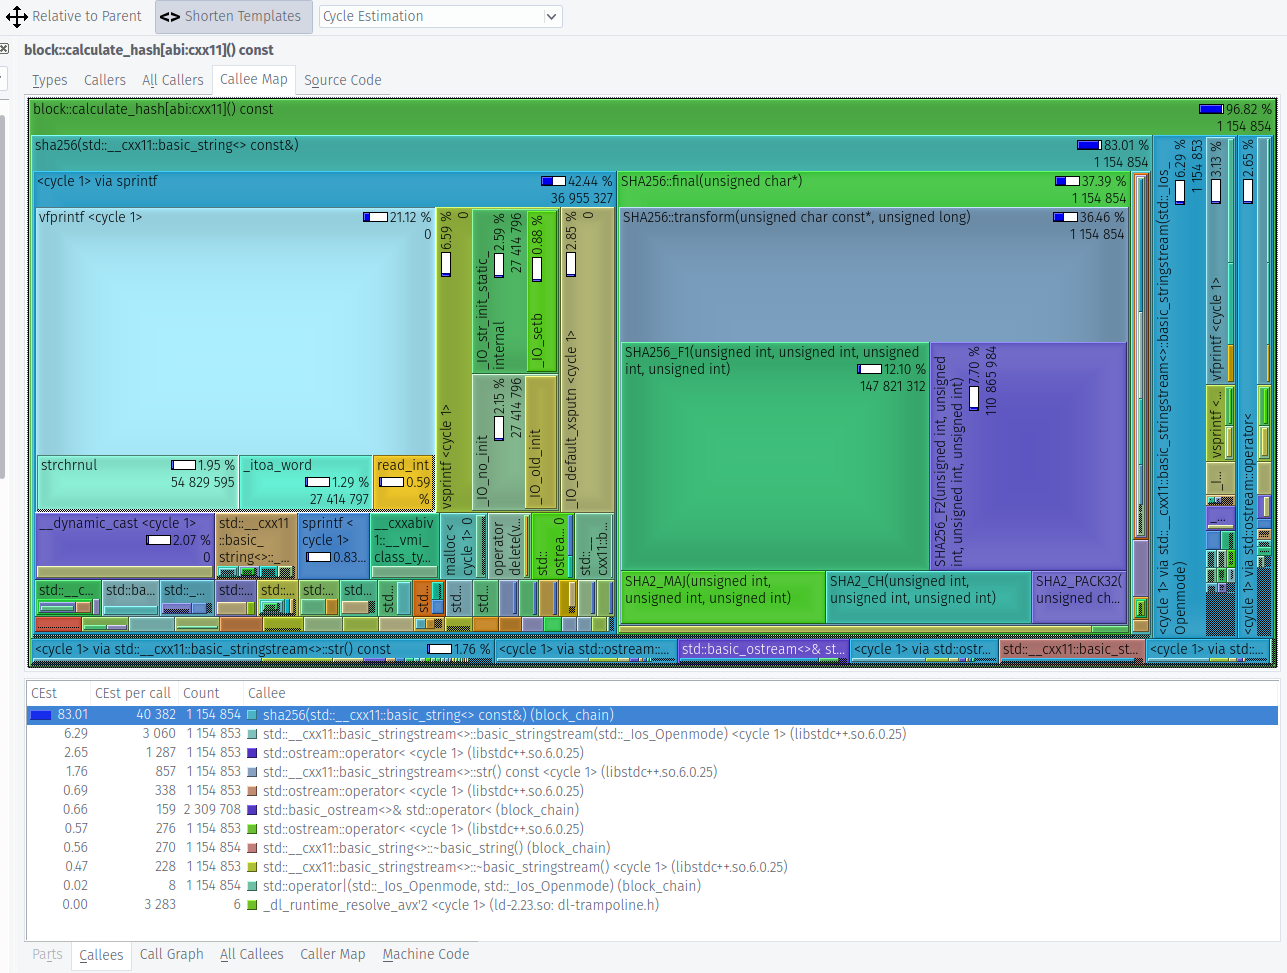 Relative to Parent
<> Shorten Templates
Cycle Estimation
block::calculate_hash[abi:cxx11]() const
Types Callers All Callers Callee Map Source Code
block::calculate_hash[abi:cxx11]() const
96.82 %
1 154 854
sha256(std::__cxx11::basic_string<> const&)
83.01 %
1 154 854
<cycle 1> via sprintf
42.44 %
36 955 327
SHA256::final(unsigned char*)
37.39 %
1 154 854
vfprintf <cycle 1>
21.12 %
0
SHA256::transform(unsigned char const*, unsigned long)
36.46 %
1 154 854
vsprintf <cycle 1>
6.59 %
0
_IO_str_init_static_
internal
2.59 %
27 414 796
_IO_setb
0.88 %
_IO_default_xsputn <cycle 1>
2.85 %
0
_IO_no_init
2.15 %
27 414 796
_IO_old_init
SHA256_F1(unsigned int, unsigned int, unsigned
int, unsigned int)
12.10 %
147 821 312
SHA256_F2(unsigned int, unsigned
int, unsigned int, unsigned int)
7.70 %
110 865 984
strchrnul
1.95 %
54 829 595
_itoa_word
1.29 %
27 414 797
read_int
0.59
%
__dynamic_cast <cycle 1>
2.07 %
0
std::__cxx11
::basic_
string<>::_...
sprintf <
cycle 1>
0.83...
__cxxabiv
1::__vmi_
class_ty...
malloc <
cycle 1> 0
operator
delete(v...
std::
ostrea... 0
std::__
cxx11::b...
SHA2_MAJ(unsigned int,
unsigned int, unsigned int)
SHA2_CH(unsigned int,
unsigned int, unsigned int)
SHA2_PACK32(
unsigned ch...
std::__c...
std::ba...
std::_...
std:...
std::...
std:...
std...
std...
std...
std...
std...
<cycle 1> via std::__cxx11::basic_stringstream<>::basic_stringstream(std::_Ios_
Openmode)
6.29 %
1 154 853
vfprintf <cycle 1>
3.13 %
vsprintf <...
_I...
_...
<cycle 1> via std::ostream::operator<
2.65 %
<cycle 1> via std::__cxx11::basic_stringstream<>::str() const
1.76 %
<cycle 1> via std::ostream::...
std::basic_ostream<>& st...
<cycle 1> via std::ostr...
std::__cxx11::basic_st...
<cycle 1> via std::...
CEst CEst per call Count Callee
83.01 40 382 1 154 854 sha256(std::__cxx11::basic_string<> const&) (block_chain)
6.29 3 060 1 154 853 std::__cxx11::basic_stringstream<>::basic_stringstream(std::_Ios_Openmode) <cycle 1> (libstdc++.so.6.0.25)
2.65 1 287 1 154 853 std::ostream::operator< <cycle 1> (libstdc++.so.6.0.25)
1.76 857 1 154 853 std::__cxx11::basic_stringstream<>::str() const <cycle 1> (libstdc++.so.6.0.25)
0.69 338 1 154 853 std::ostream::operator< <cycle 1> (libstdc++.so.6.0.25)
0.66 159 2 309 708 std::basic_ostream<>& std::operator< (block_chain)
0.57 276 1 154 853 std::ostream::operator< <cycle 1> (libstdc++.so.6.0.25)
0.56 270 1 154 854 std::__cxx11::basic_string<>::~basic_string() (block_chain)
0.47 228 1 154 853 std::__cxx11::basic_stringstream<>::~basic_stringstream() <cycle 1> (libstdc++.so.6.0.25)
0.02 8 1 154 854 std::operator|(std::_Ios_Openmode, std::_Ios_Openmode) (block_chain)
0.00 3 283 6 _dl_runtime_resolve_avx'2 <cycle 1> (ld-2.23.so: dl-trampoline.h)
Parts Callees Call Graph All Callees Caller Map Machine Code